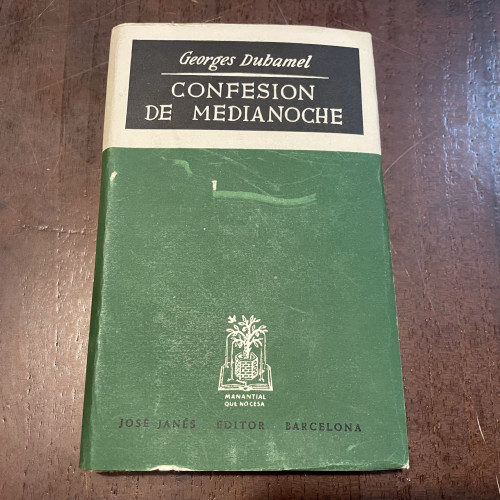 Georges Duhamel
CONFESION
DE MEDIANOCHE
MANANTIAL
QUE NO CESA
JOSÉ JANÉS EDITOR BARCELONA